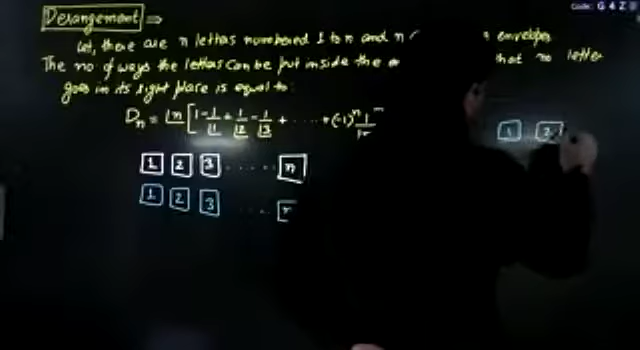 Code: G 4 Z
Derangement ⇒
Let, there are n letters numbered 1 to n and n envelopes
The no of ways the letters can be put inside the that no letter
goes in its right place is equal to:
Dn = |n [1 - 1/|1 + 1/|2 - 1/|3 + ...... + (-1)^n 1/|n
1 2 3 ..... n
1 2 3 .... n
1 2